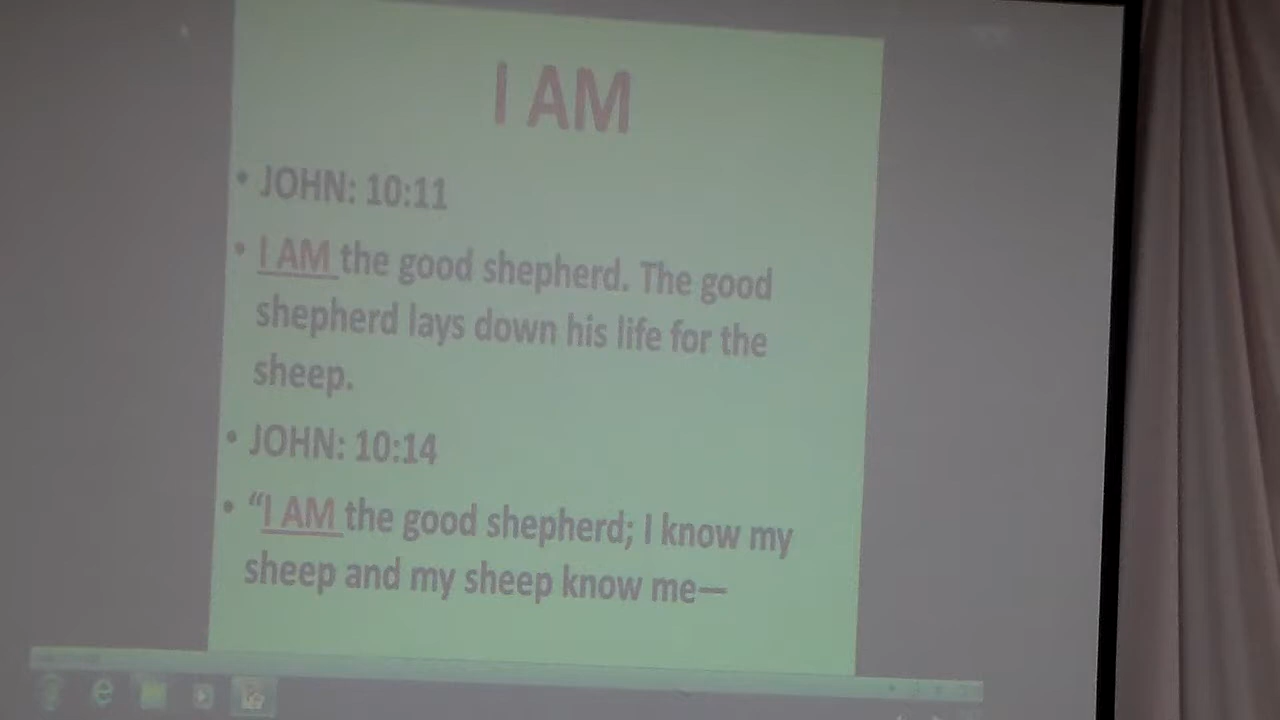 I AM
• JOHN: 10:11
• I AM the good shepherd. The good
shepherd lays down his life for the
sheep.
• JOHN: 10:14
• “I AM the good shepherd; I know my
sheep and my sheep know me—